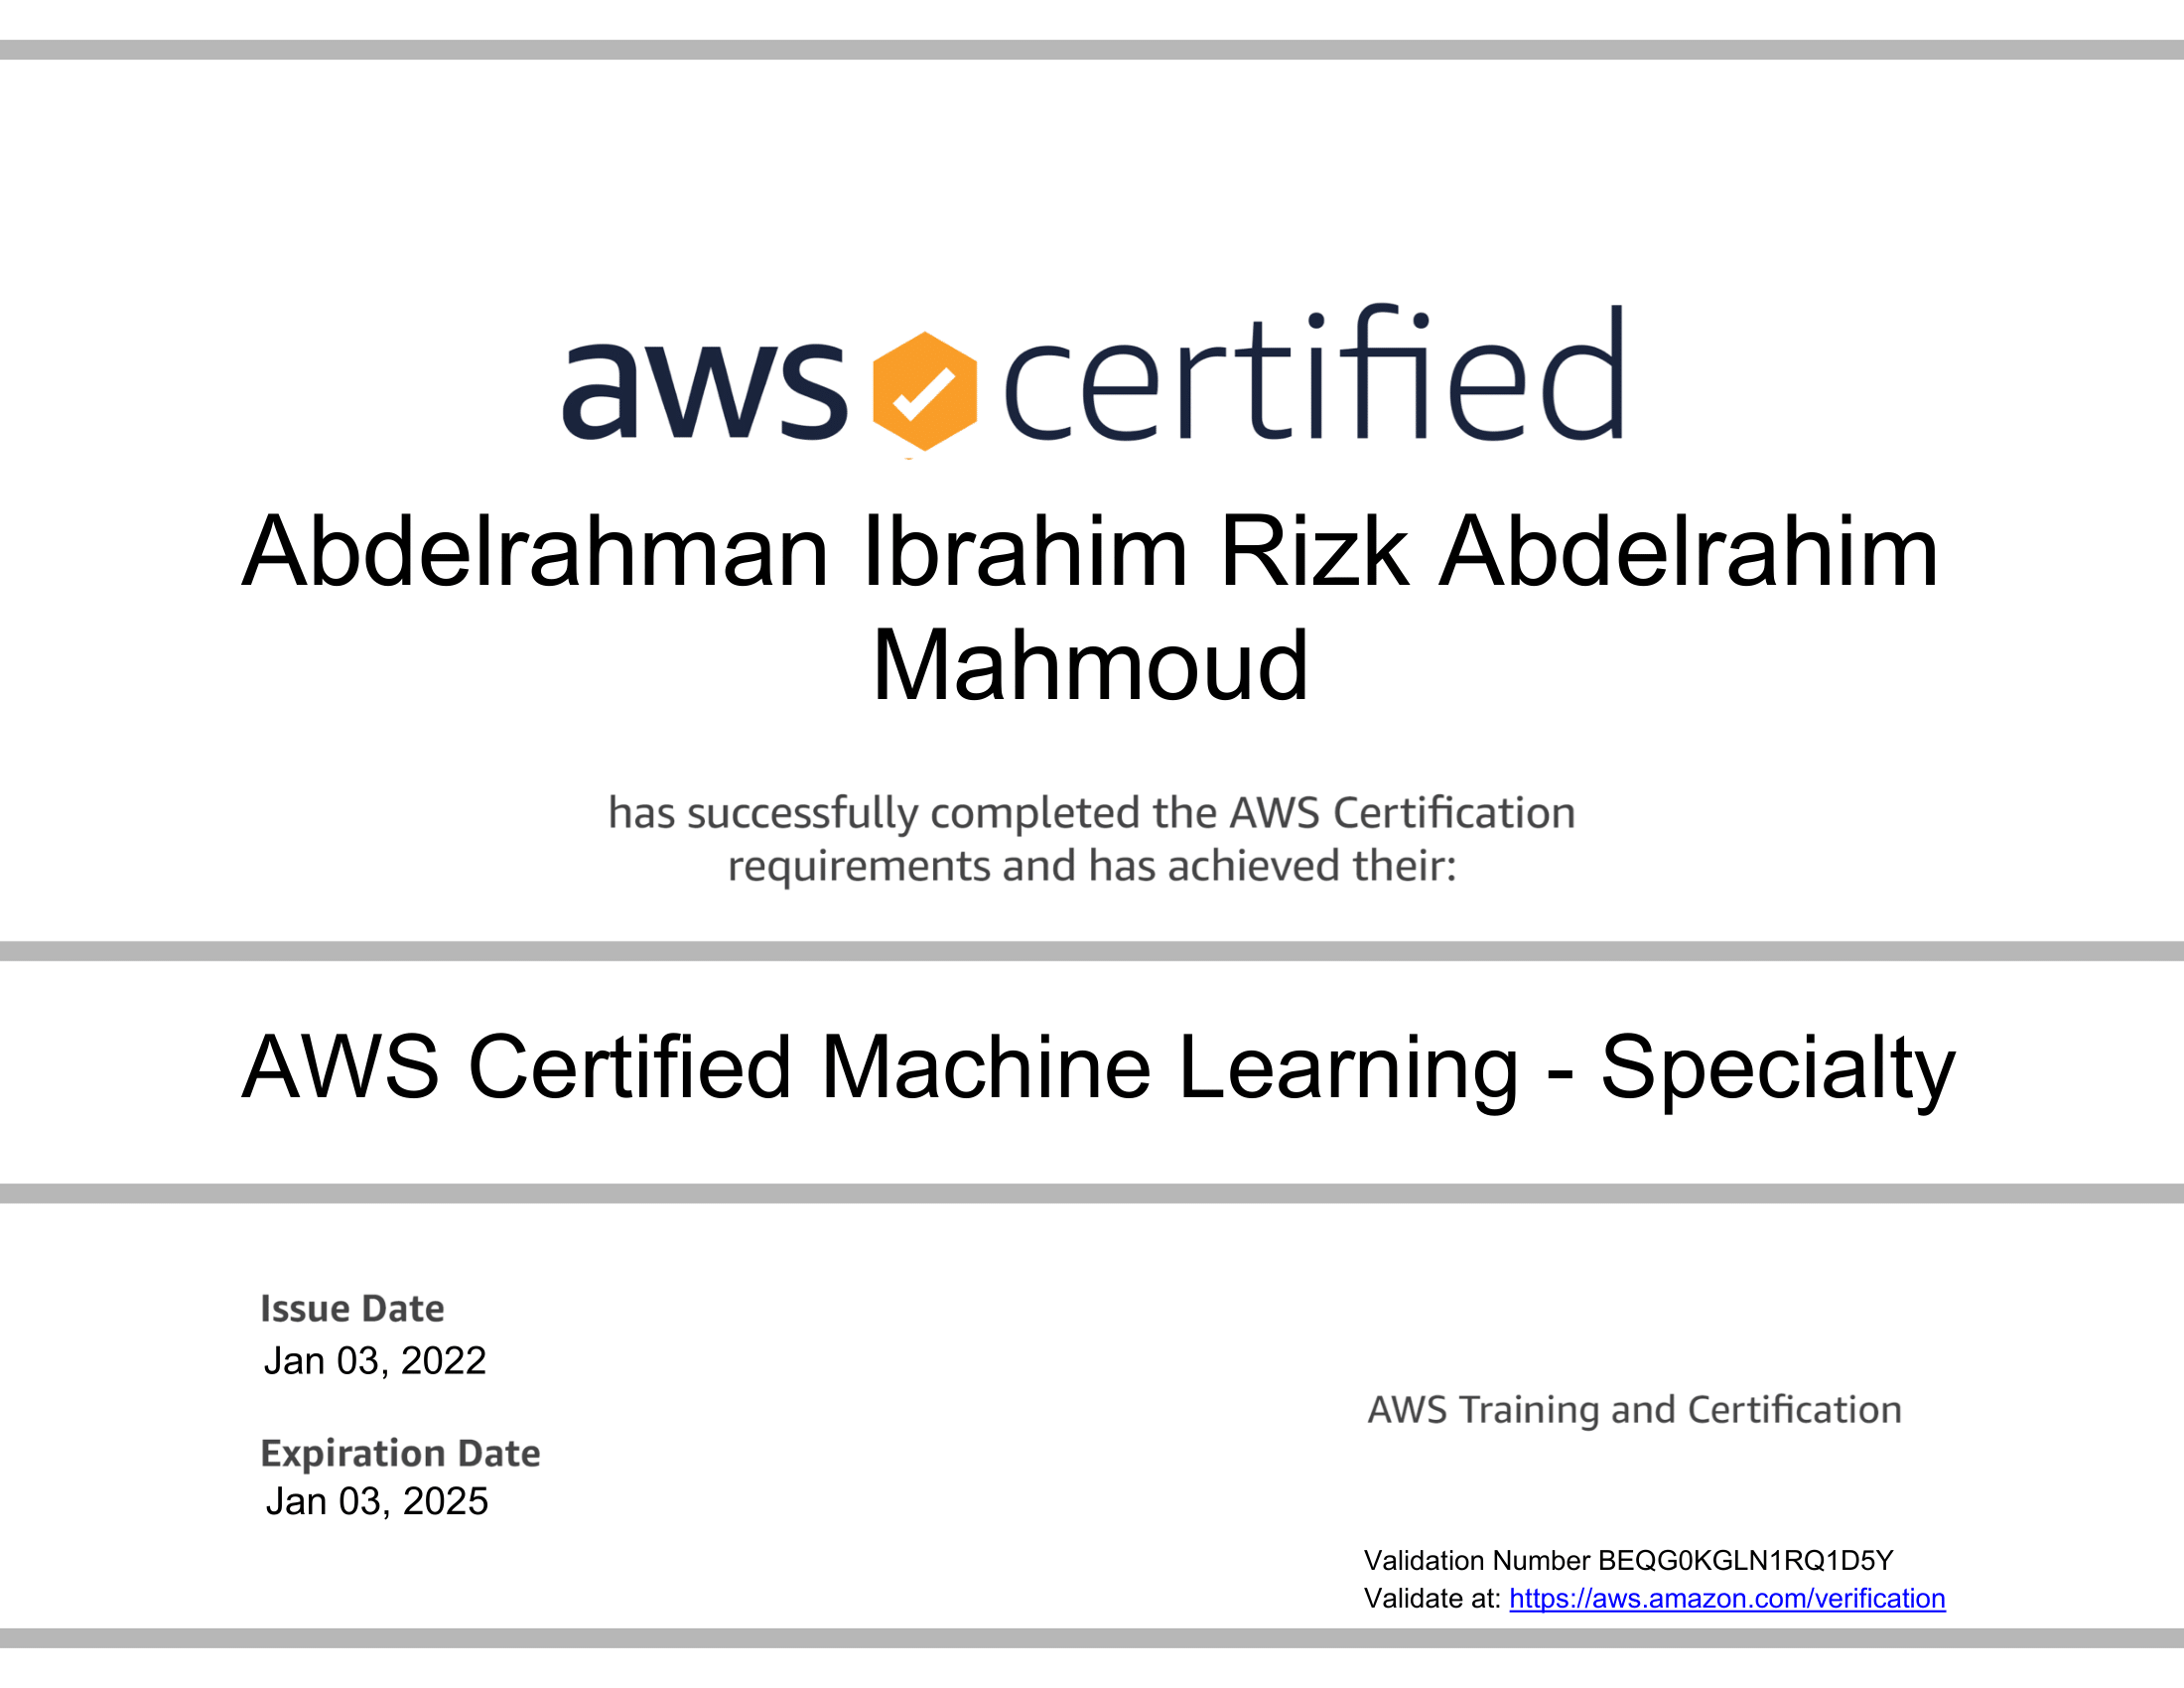 aws certified
Abdelrahman Ibrahim Rizk Abdelrahim
Mahmoud
has successfully completed the AWS Certification
requirements and has achieved their:
AWS Certified Machine Learning - Specialty
Issue Date
Jan 03, 2022
Expiration Date
Jan 03, 2025
AWS Training and Certification
Validation Number BEQG0KGLN1RQ1D5Y
Validate at: https://aws.amazon.com/verification